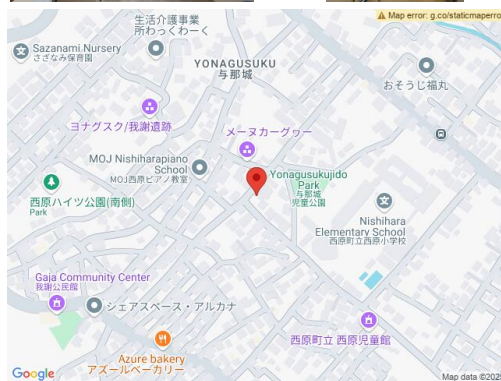 ⚠ Map error: g.co/staticmaperro
生活介護事業
所わっくわーく
Sazanami.Nursery
さざなみ保育園
YONAGUSUKU
与那城
おそうじ福丸
ヨナグスク/我謝遺跡
メーヌカーグヮー
MOJ Nishiharapiano
School
MOJ西原ピアノ教室
Yonagusukujido
Park
与那城
児童公園
西原ハイツ公園(南側)
Park
Nishihara
Elementary School
西原町立西原小学校
Gaja Community Center
我謝公民館
シェアスペース・アルカナ
西原町立 西原児童館
Azure bakery
アズールベーカリー
Google
Map data ©2025